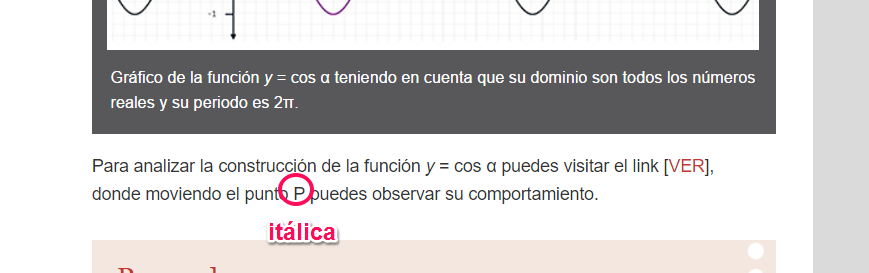 -1
Gráfico de la función y = cos α teniendo en cuenta que su dominio son todos los números
reales y su periodo es 2π.
Para analizar la construcción de la función y = cos α puedes visitar el link [VER],
donde moviendo el punto P puedes observar su comportamiento.
itálica